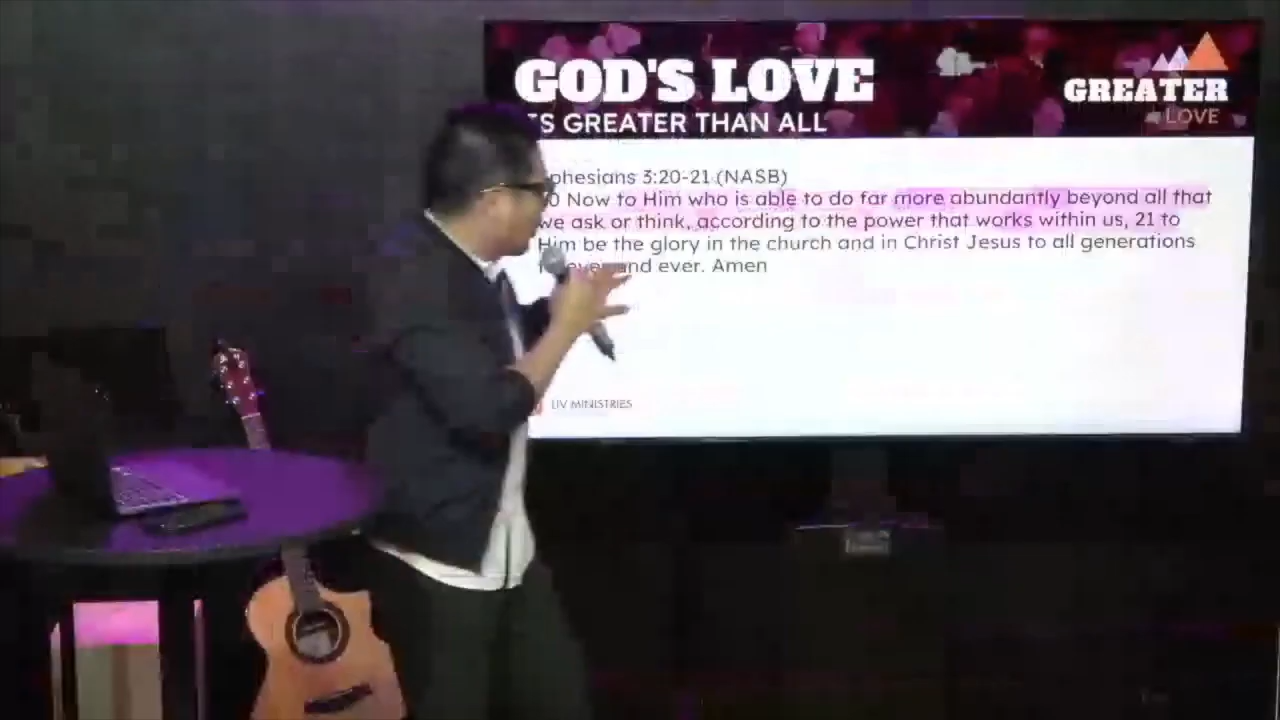 GOD'S LOVE
IS GREATER THAN ALL
GREATER
LOVE
phesians 3:20-21 (NASB)
0 Now to Him who is able to do far more abundantly beyond all that
we ask or think, according to the power that works within us, 21 to
Him be the glory in the church and in Christ Jesus to all generations
forever and ever. Amen
LIV MINISTRIES